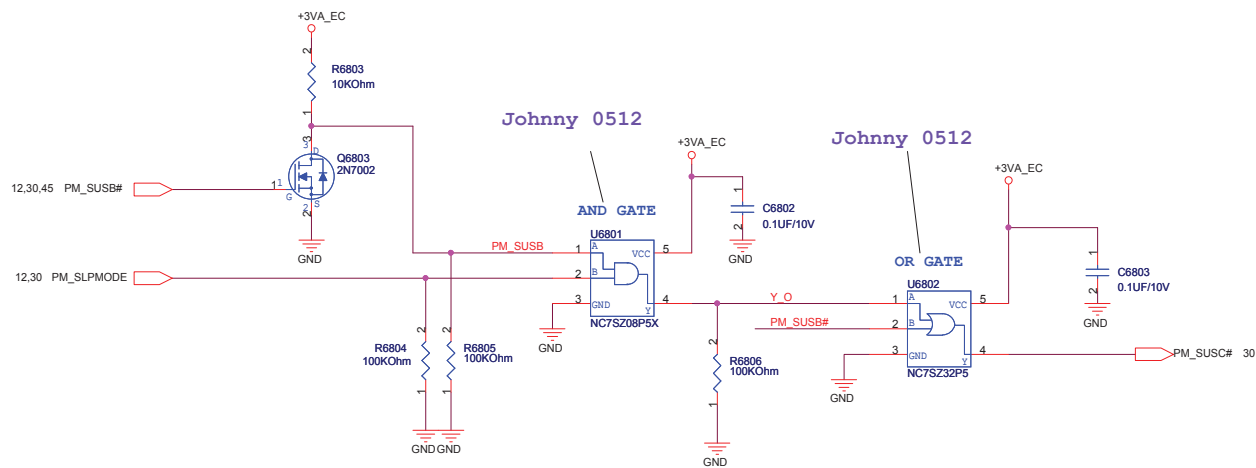 +3VA_EC
2
R6803
10KOhm
1
Johnny 0512
+3VA_EC
Johnny 0512
+3VA_EC
3
3
D
Q6803
2N7002
12,30,45 PM_SUSB#
1
1
G
S
2
2
GND
AND GATE
U6801
1
C6802
0.1UF/10V
2
GND
PM_SUSB
1
A
VCC
5
12,30 PM_SLPMODE
2
B
3
GND
Y
4
NC7SZ08P5X
GND
OR GATE
U6802
1
C6803
0.1UF/10V
2
GND
Y_O
1
A
VCC
5
PM_SUSB#
2
B
3
GND
Y
4
NC7SZ32P5
GND
PM_SUSC# 30
2
R6804
100KOhm
1
GND
2
R6805
100KOhm
1
GND
2
R6806
100KOhm
1
GND